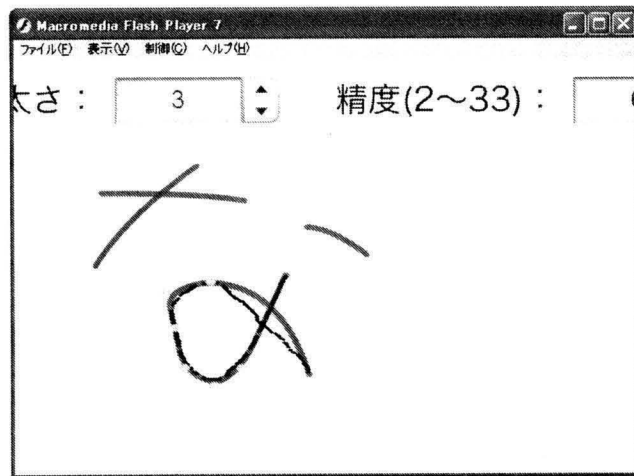 Macromedia Flash Player 7
ファイル(F) 表示(V) 制御(C) ヘルプ(H)
太さ： 3 精度(2～33)：
な